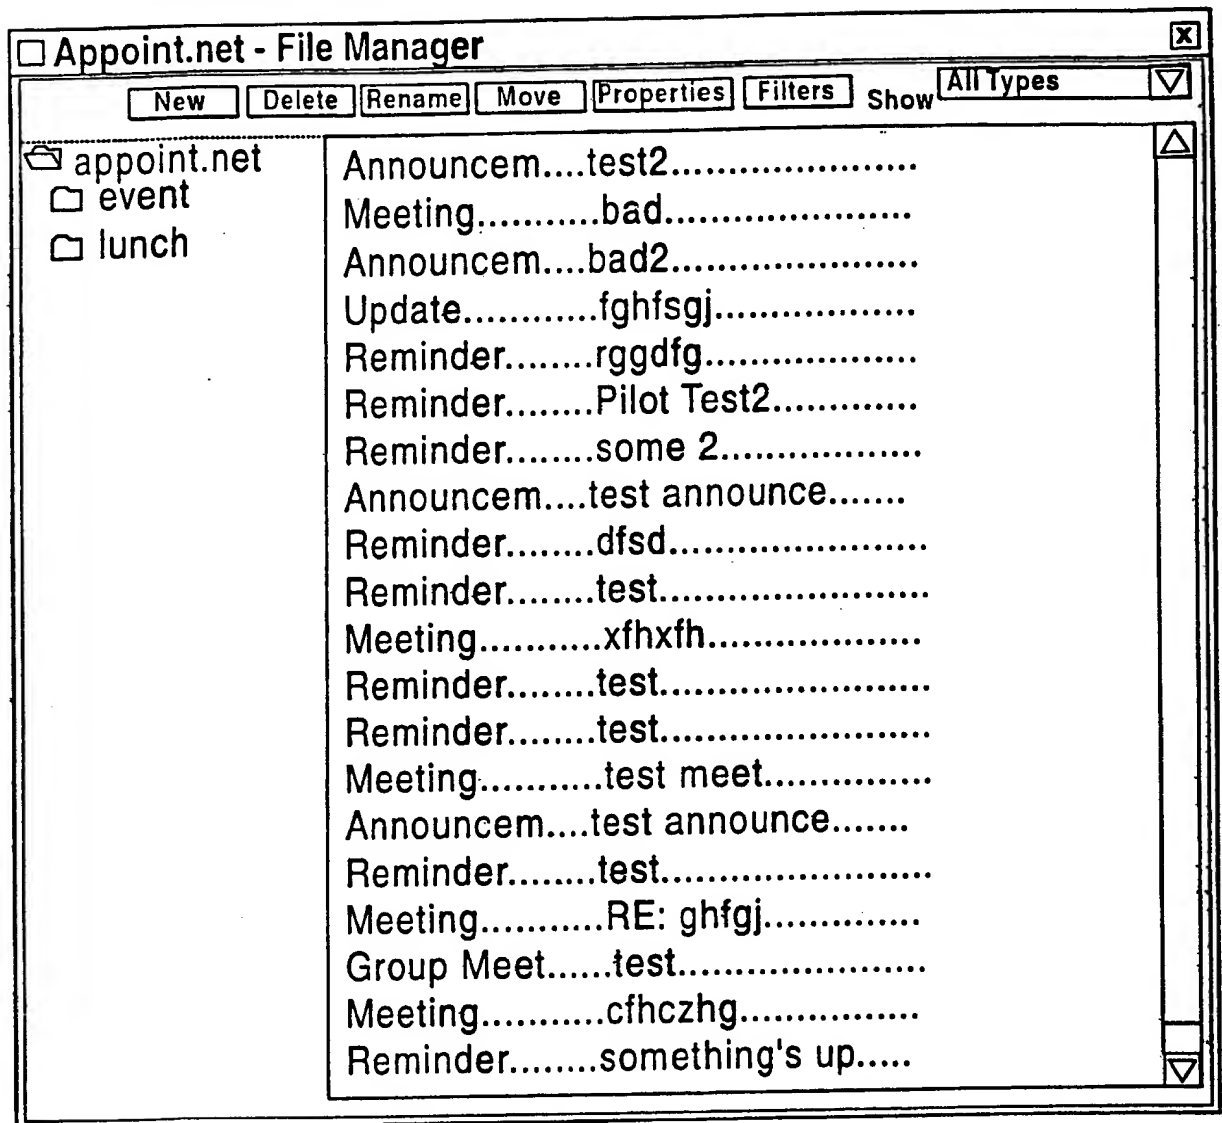 Appoint.net - File Manager
New Delete Rename Move Properties Filters Show All Types
appoint.net
event
lunch
Announcem....test2......................
Meeting...........bad......................
Announcem....bad2......................
Update............fghfsgj..................
Reminder........rggdfg...................
Reminder........Pilot Test2.............
Reminder........some 2..................
Announcem....test announce.......
Reminder........dfsd.......................
Reminder........test........................
Meeting...........xfhxfh...................
Reminder........test........................
Reminder........test........................
Meeting...........test meet...............
Announcem....test announce.......
Reminder........test........................
Meeting...........RE: ghfgj..............
Group Meet......test......................
Meeting...........cfhczhg................
Reminder........something's up.....